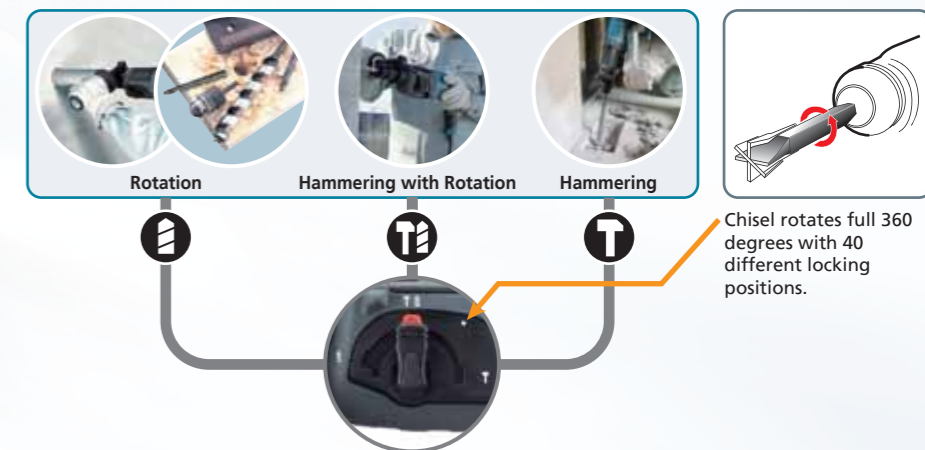 Rotation
Hammering with Rotation
Hammering
Chisel rotates full 360
degrees with 40
different locking
positions.